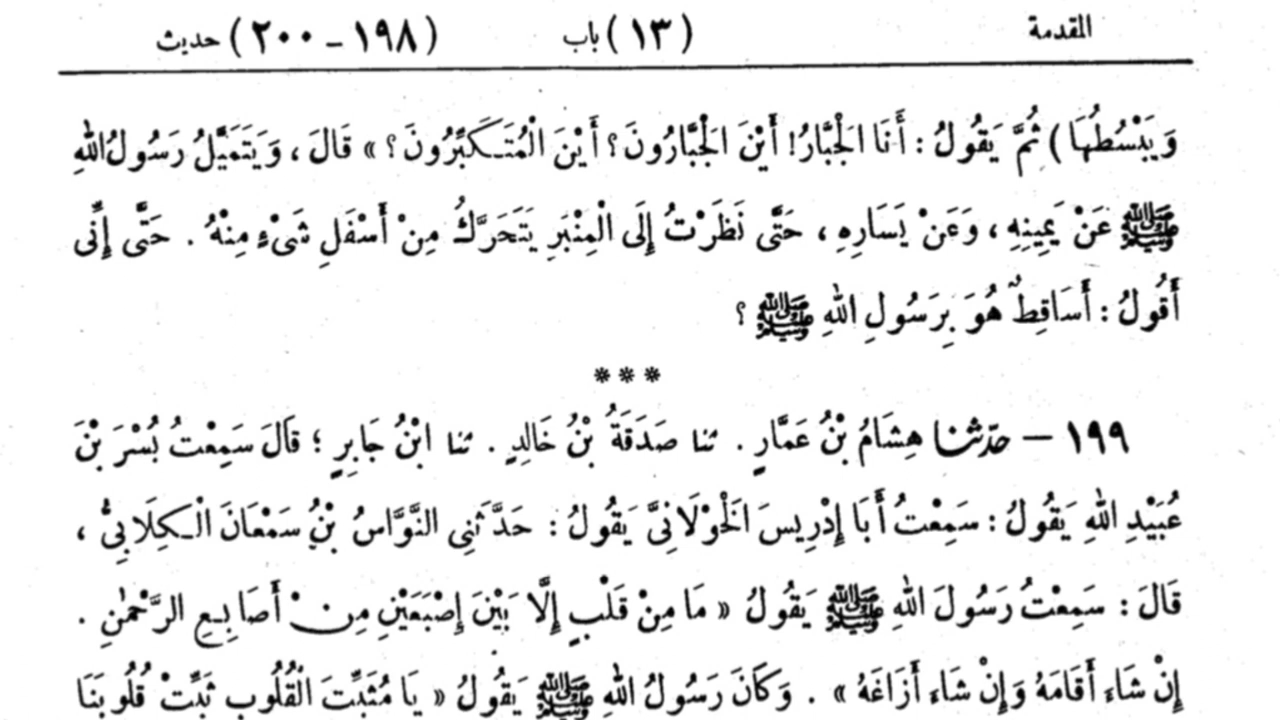 المقدمة (١٣) باب (١٩٨ - ٢٠٠) حديث
وَيَبْسُطُهَا) ثُمَّ يَقُولُ : أَنَا الْجَبَّارُ! أَيْنَ الْجَبَّارُونَ؟ أَيْنَ الْمُتَكَبِّرُونَ؟ » قَالَ ، وَيَتَمَيَّلُ رَسُولُ اللهِ
ﷺ عَنْ يَمِينِهِ ، وَعَنْ يَسَارِهِ ، حَتَّى نَظَرْتُ إِلَى الْمِنْبَرِ يَتَحَرَّكُ مِنْ أَسْفَلِ شَىْءٍ مِنْهُ . حَتَّى إِنِّى
أَقُولُ : أَسَاقِطٌ هُوَ بِرَسُولِ اللهِ ﷺ ؟
***
١٩٩ – حدّثنا هِشَامُ بْنُ عَمَّارٍ . ثنا صَدَقَةُ بْنُ خَالِدٍ . ثنا ابْنُ جَابِرٍ ؛ قَالَ سَمِعْتُ بُسْرَ بْنَ
عُبَيْدِ اللهِ يَقُولُ : سَمِعْتُ أَبَا إِدْرِيسَ الْخَوْلَانِىَّ يَقُولُ : حَدَّثَنِى النَّوَّاسُ بْنُ سَمْعَانَ الْكِلَابِىُّ ،
قَالَ : سَمِعْتُ رَسُولَ اللهِ ﷺ يَقُولُ « مَا مِنْ قَلْبٍ إِلَّا بَيْنَ إِصْبَعَيْنِ مِنْ أَصَابِعِ الرَّحْمٰنِ .
إِنْ شَاءَ أَقَامَهُ وَإِنْ شَاءَ أَزَاغَهُ » . وَكَانَ رَسُولُ اللهِ ﷺ يَقُولُ « يَا مُثَبِّتَ الْقُلُوبِ ثَبِّتْ قُلُوبَنَا